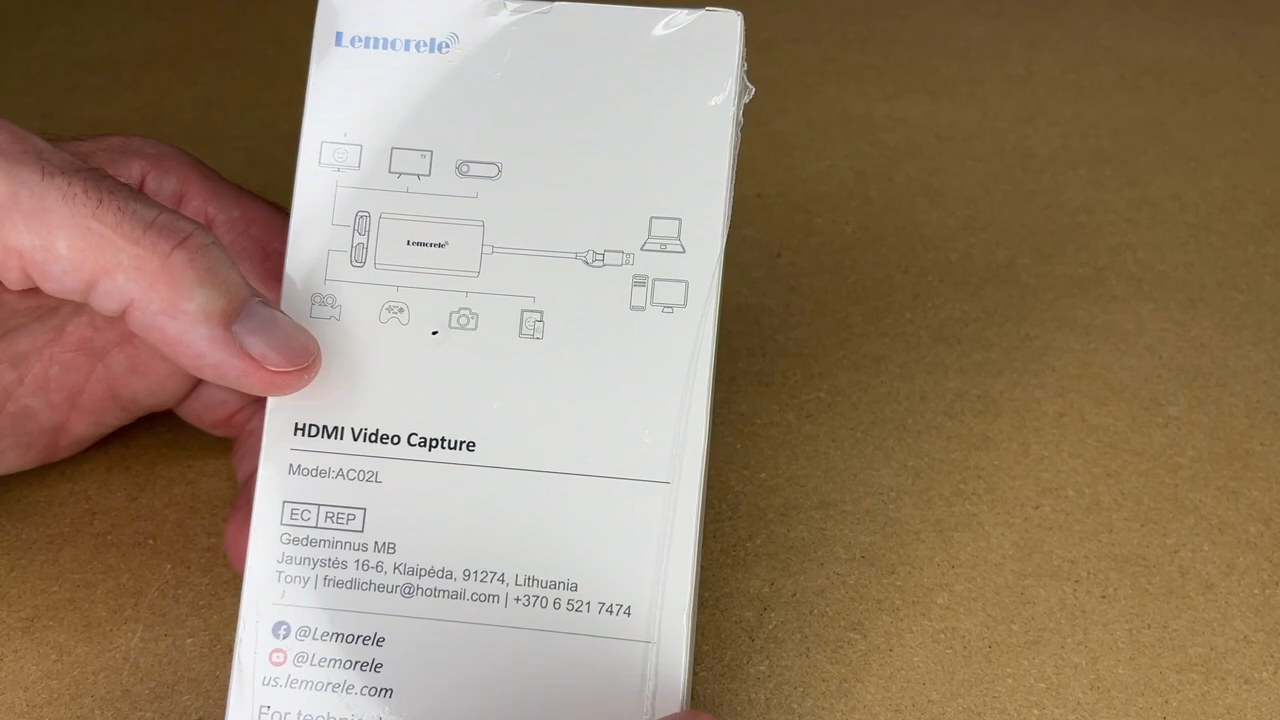 Lemorele
Lemorele
HDMI Video Capture
Model:AC02L
EC REP
Gedeminnus MB
Jaunystės 16-6, Klaipėda, 91274, Lithuania
Tony | friedlicheur@hotmail.com | +370 6 521 7474
@Lemorele
@Lemorele
us.lemorele.com
For